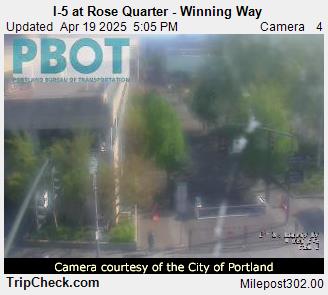 I-5 at Rose Quarter - Winning Way
Updated Apr 19 2025 5:05 PM Camera 4
PBOT
PORTLAND BUREAU OF TRANSPORTATION
Camera courtesy of the City of Portland
TripCheck.com Milepost302.00